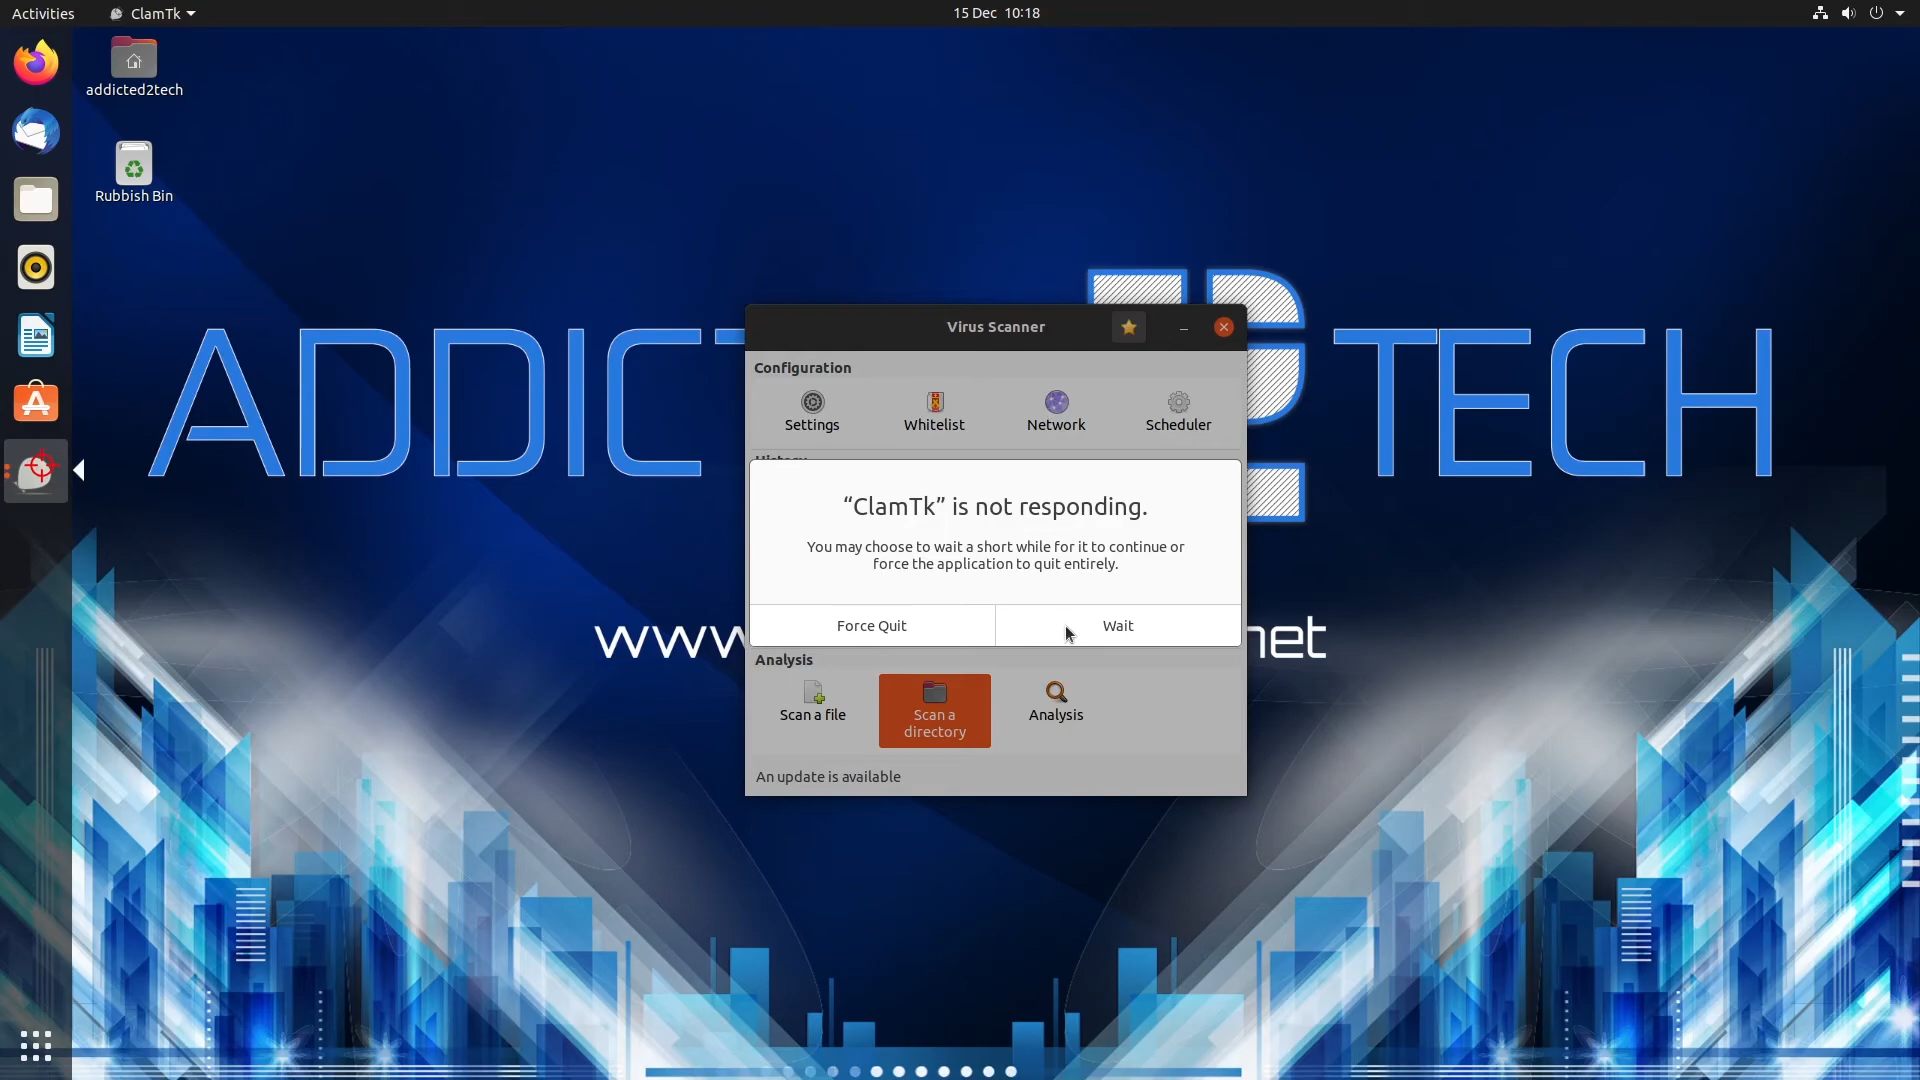 Activities
ClamTk
15 Dec 10:18
addicted2tech
Rubbish Bin
ADDICT
TECH
www
net
Virus Scanner
Configuration
Settings
Whitelist
Network
Scheduler
History
“ClamTk” is not responding.
You may choose to wait a short while for it to continue or
force the application to quit entirely.
Force Quit
Wait
Analysis
Scan a file
Scan a
directory
Analysis
An update is available